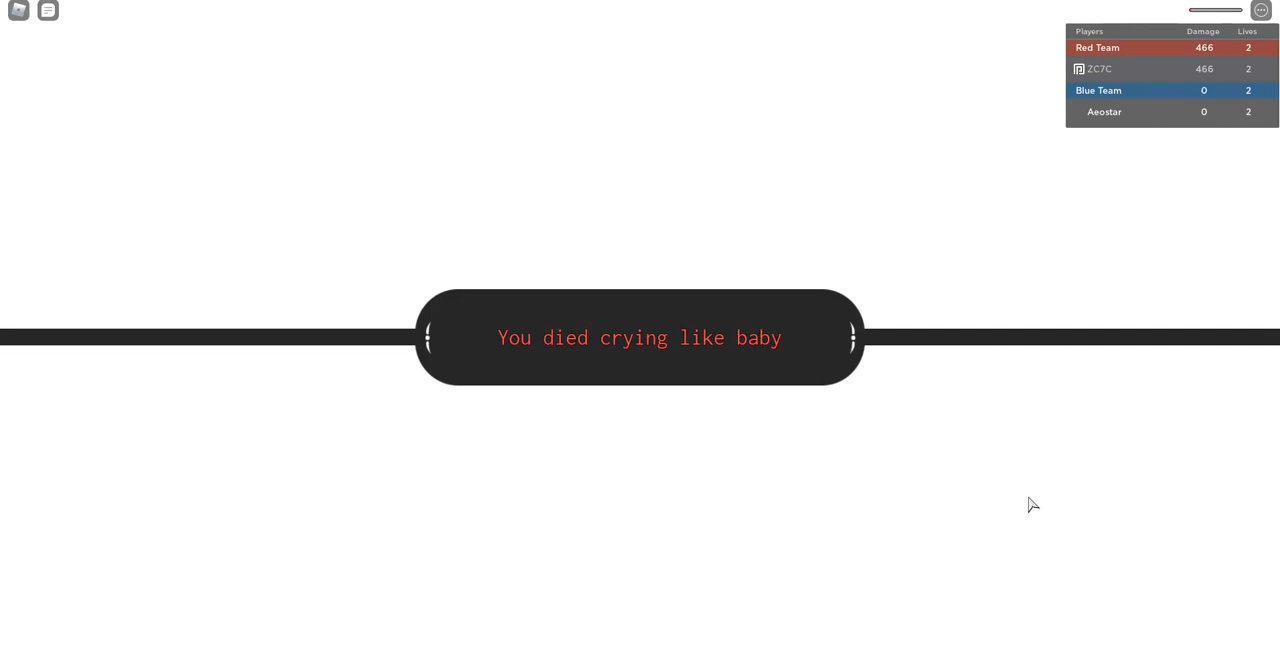 Players Damage Lives
Red Team 466 2
ZC7C 466 2
Blue Team 0 2
Aeostar 0 2
You died crying like baby